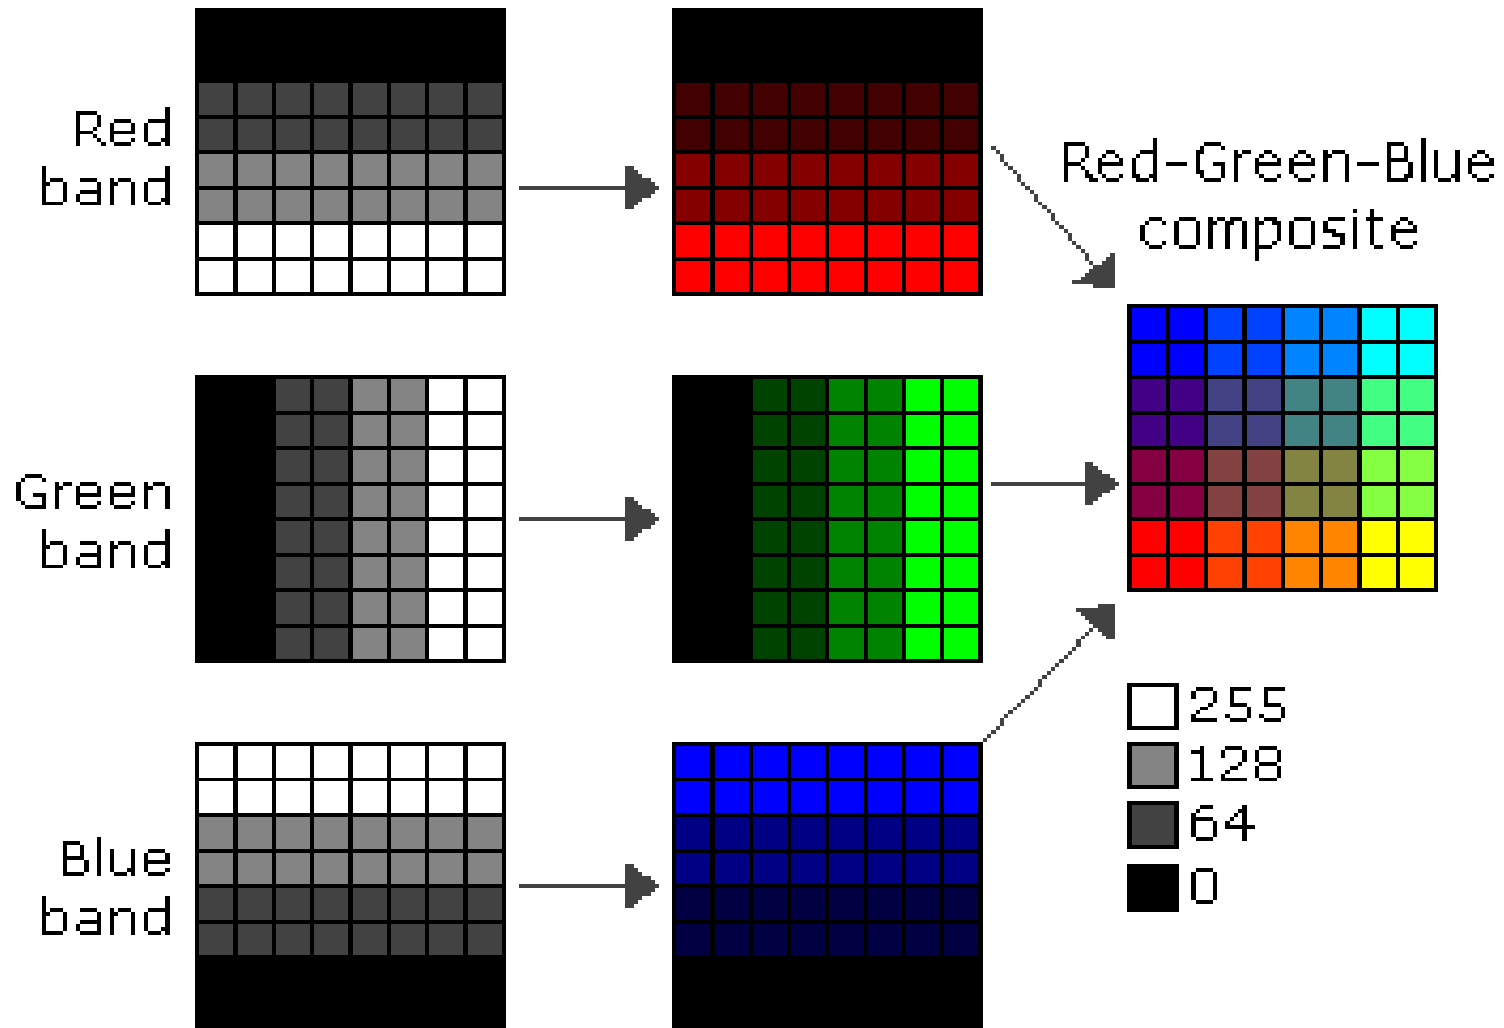 Red
band
Red-Green-Blue
composite
Green
band
255
128
64
0
Blue
band